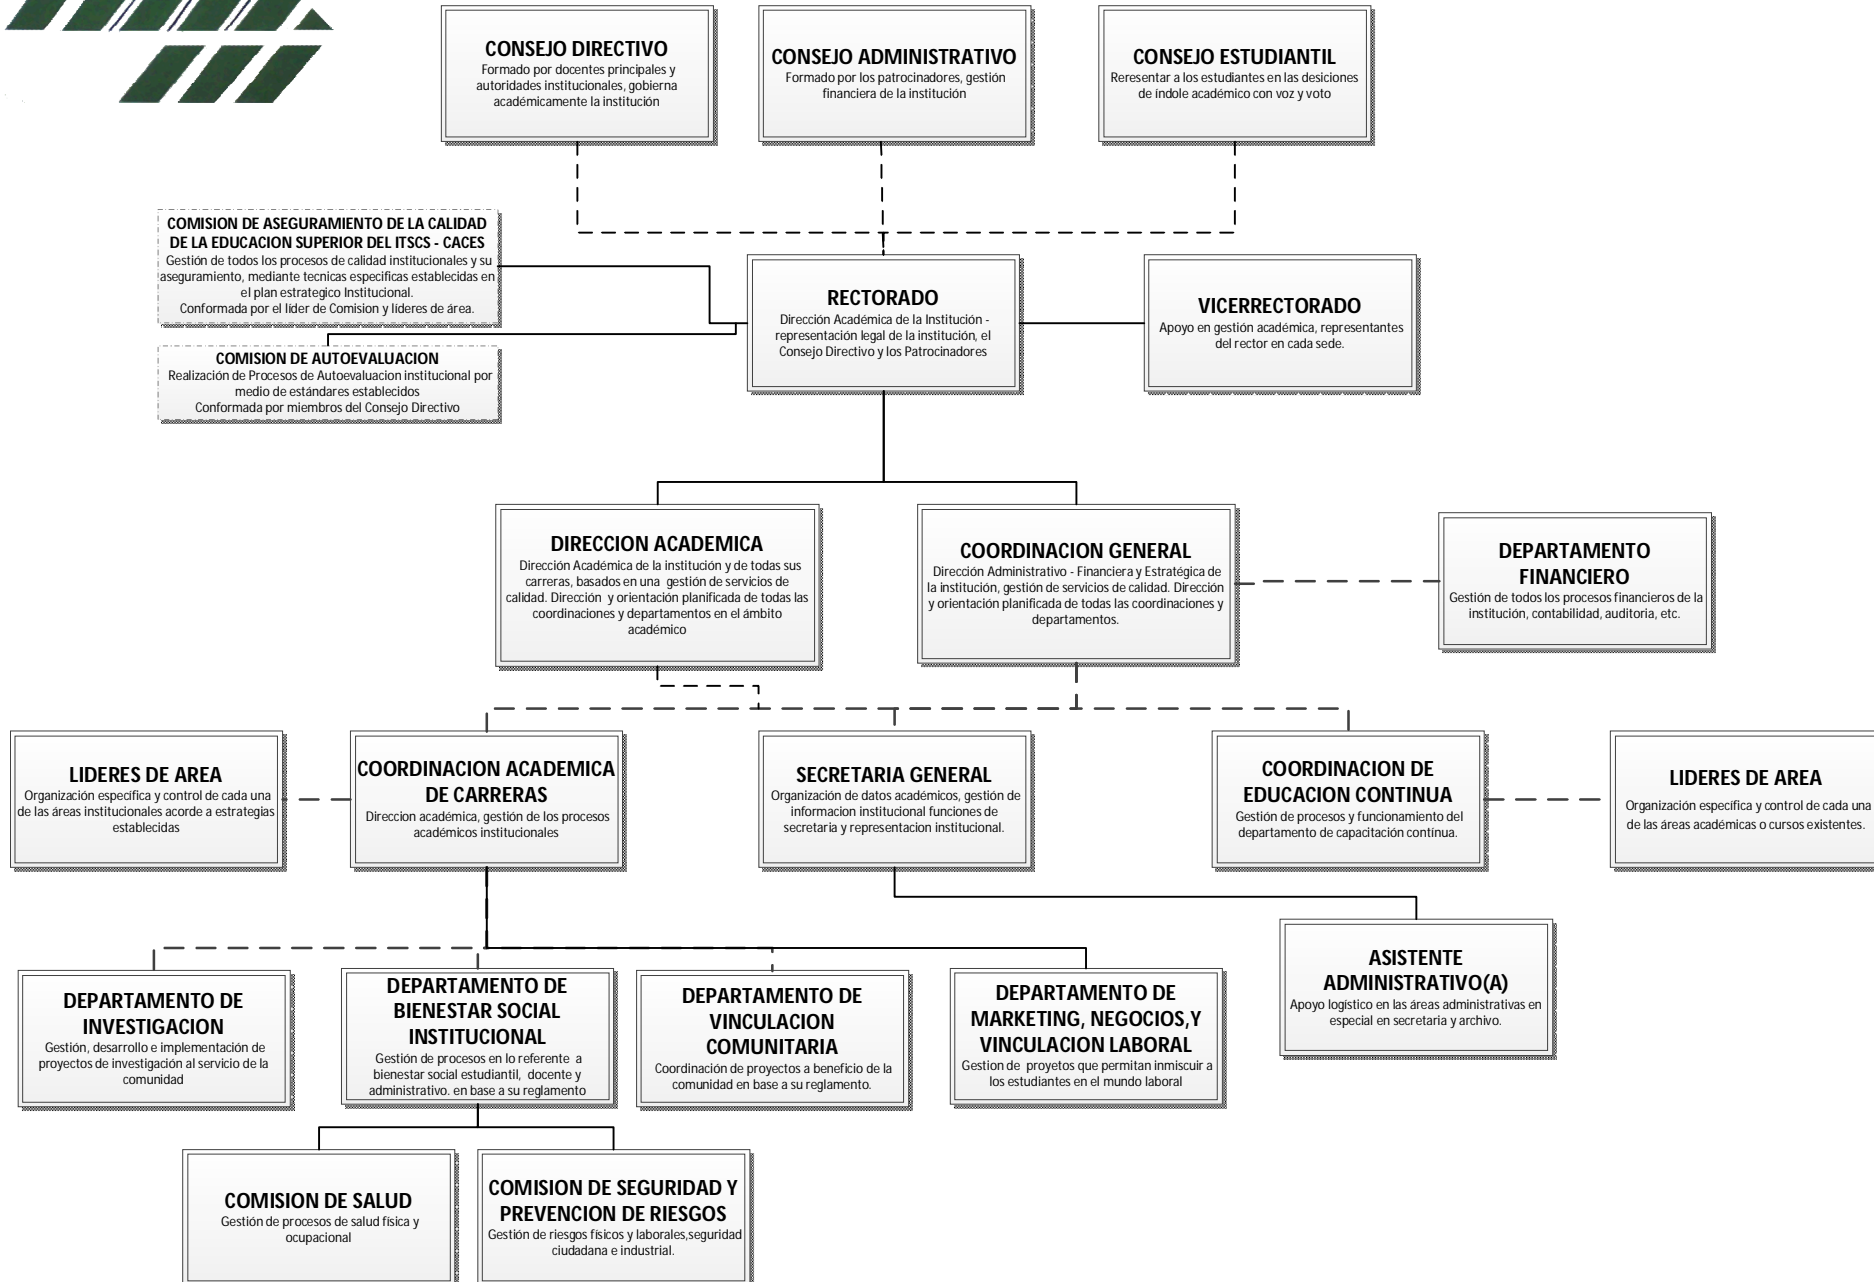 CONSEJO DIRECTIVO
Formado por docentes principales y
autoridades institucionales, gobierna
académicamente la institución
CONSEJO ADMINISTRATIVO
Formado por los patrocinadores, gestión
financiera de la institución
CONSEJO ESTUDIANTIL
Reresentar a los estudiantes en las desiciones
de índole académico con voz y voto
COMISION DE ASEGURAMIENTO DE LA CALIDAD
DE LA EDUCACION SUPERIOR DEL ITSCS - CACES
Gestión de todos los procesos de calidad institucionales y su
aseguramiento, mediante tecnicas especificas establecidas en
el plan estrategico Institucional.
Conformada por el líder de Comision y líderes de área.
COMISION DE AUTOEVALUACION
Realización de Procesos de Autoevaluacion institucional por
medio de estándares establecidos
Conformada por miembros del Consejo Directivo
RECTORADO
Dirección Académica de la Institución -
representación legal de la institución, el
Consejo Directivo y los Patrocinadores
VICERRECTORADO
Apoyo en gestión académica, representantes
del rector en cada sede.
DIRECCION ACADEMICA
Dirección Académica de la institución y de todas sus
carreras, basados en una gestión de servicios de
calidad. Dirección y orientación planificada de todas las
coordinaciones y departamentos en el ámbito
académico
COORDINACION GENERAL
Dirección Administrativo - Financiera y Estratégica de
la institución, gestión de servicios de calidad. Dirección
y orientación planificada de todas las coordinaciones y
departamentos.
DEPARTAMENTO
FINANCIERO
Gestión de todos los procesos financieros de la
institución, contabilidad, auditoria, etc.
LIDERES DE AREA
Organización específica y control de cada una
de las áreas institucionales acorde a estrategias
establecidas
COORDINACION ACADEMICA
DE CARRERAS
Direccion académica, gestión de los procesos
académicos institucionales
SECRETARIA GENERAL
Organización de datos académicos, gestión de
informacion institucional funciones de
secretaria y representacion institucional.
COORDINACION DE
EDUCACION CONTINUA
Gestión de procesos y funcionamiento del
departamento de capacitación contínua.
LIDERES DE AREA
Organización específica y control de cada una
de las áreas académicas o cursos existentes.
ASISTENTE
ADMINISTRATIVO(A)
Apoyo logístico en las áreas administrativas en
especial en secretaria y archivo.
DEPARTAMENTO DE
INVESTIGACION
Gestión, desarrollo e implementación de
proyectos de investigación al servicio de la
comunidad
DEPARTAMENTO DE
BIENESTAR SOCIAL
INSTITUCIONAL
Gestión de procesos en lo referente a
bienestar social estudiantil, docente y
administrativo. en base a su reglamento
DEPARTAMENTO DE
VINCULACION
COMUNITARIA
Coordinación de proyectos a beneficio de la
comunidad en base a su reglamento.
DEPARTAMENTO DE
MARKETING, NEGOCIOS,Y
VINCULACION LABORAL
Gestion de proyetos que permitan inmiscuir a
los estudiantes en el mundo laboral
COMISION DE SALUD
Gestión de procesos de salud física y
ocupacional
COMISION DE SEGURIDAD Y
PREVENCION DE RIESGOS
Gestión de riesgos físicos y laborales,seguridad
ciudadana e industrial.